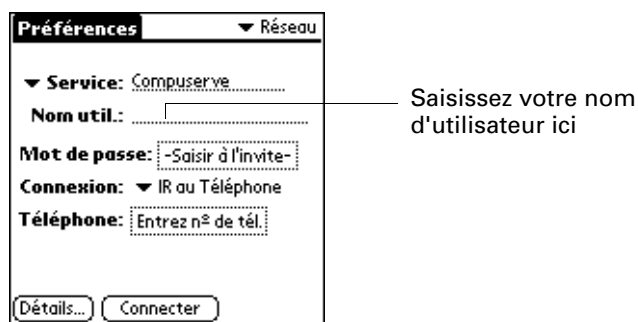 Préférences ▼ Réseau
▼ Service: Compuserve
Nom util.:
Saisissez votre nom
d'utilisateur ici
Mot de passe: -Saisir à l'invite-
Connexion: ▼ IR au Téléphone
Téléphone: Entrez nº de tél.
Détails... Connecter